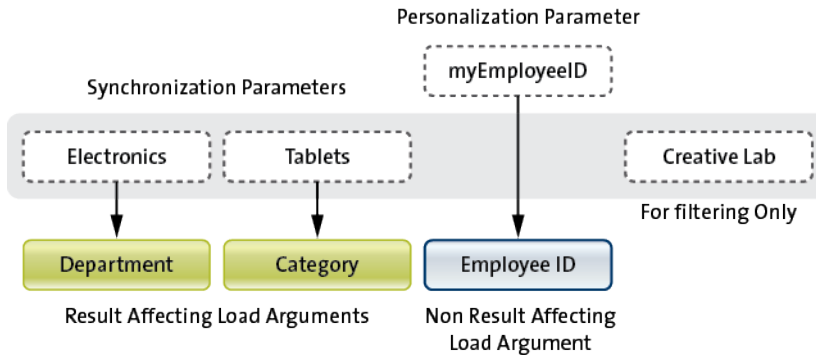 Personalization Parameter
myEmployeeID
Synchronization Parameters
Electronics
Tablets
Creative Lab
For filtering Only
Department
Category
Employee ID
Result Affecting Load Arguments
Non Result Affecting
Load Argument